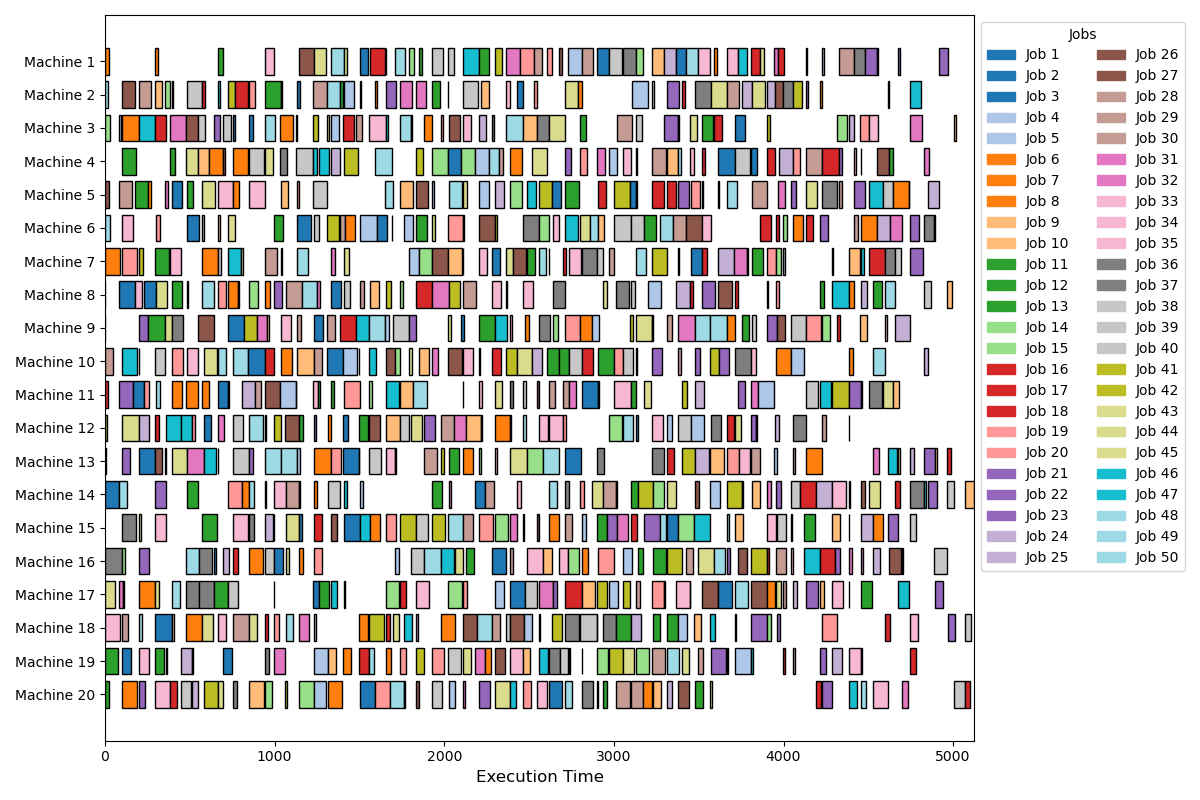 Machine 1
Machine 2
Machine 3
Machine 4
Machine 5
Machine 6
Machine 7
Machine 8
Machine 9
Machine 10
Machine 11
Machine 12
Machine 13
Machine 14
Machine 15
Machine 16
Machine 17
Machine 18
Machine 19
Machine 20
0 1000 2000 3000 4000 5000
Execution Time
Jobs
Job 1
Job 2
Job 3
Job 4
Job 5
Job 6
Job 7
Job 8
Job 9
Job 10
Job 11
Job 12
Job 13
Job 14
Job 15
Job 16
Job 17
Job 18
Job 19
Job 20
Job 21
Job 22
Job 23
Job 24
Job 25
Job 26
Job 27
Job 28
Job 29
Job 30
Job 31
Job 32
Job 33
Job 34
Job 35
Job 36
Job 37
Job 38
Job 39
Job 40
Job 41
Job 42
Job 43
Job 44
Job 45
Job 46
Job 47
Job 48
Job 49
Job 50